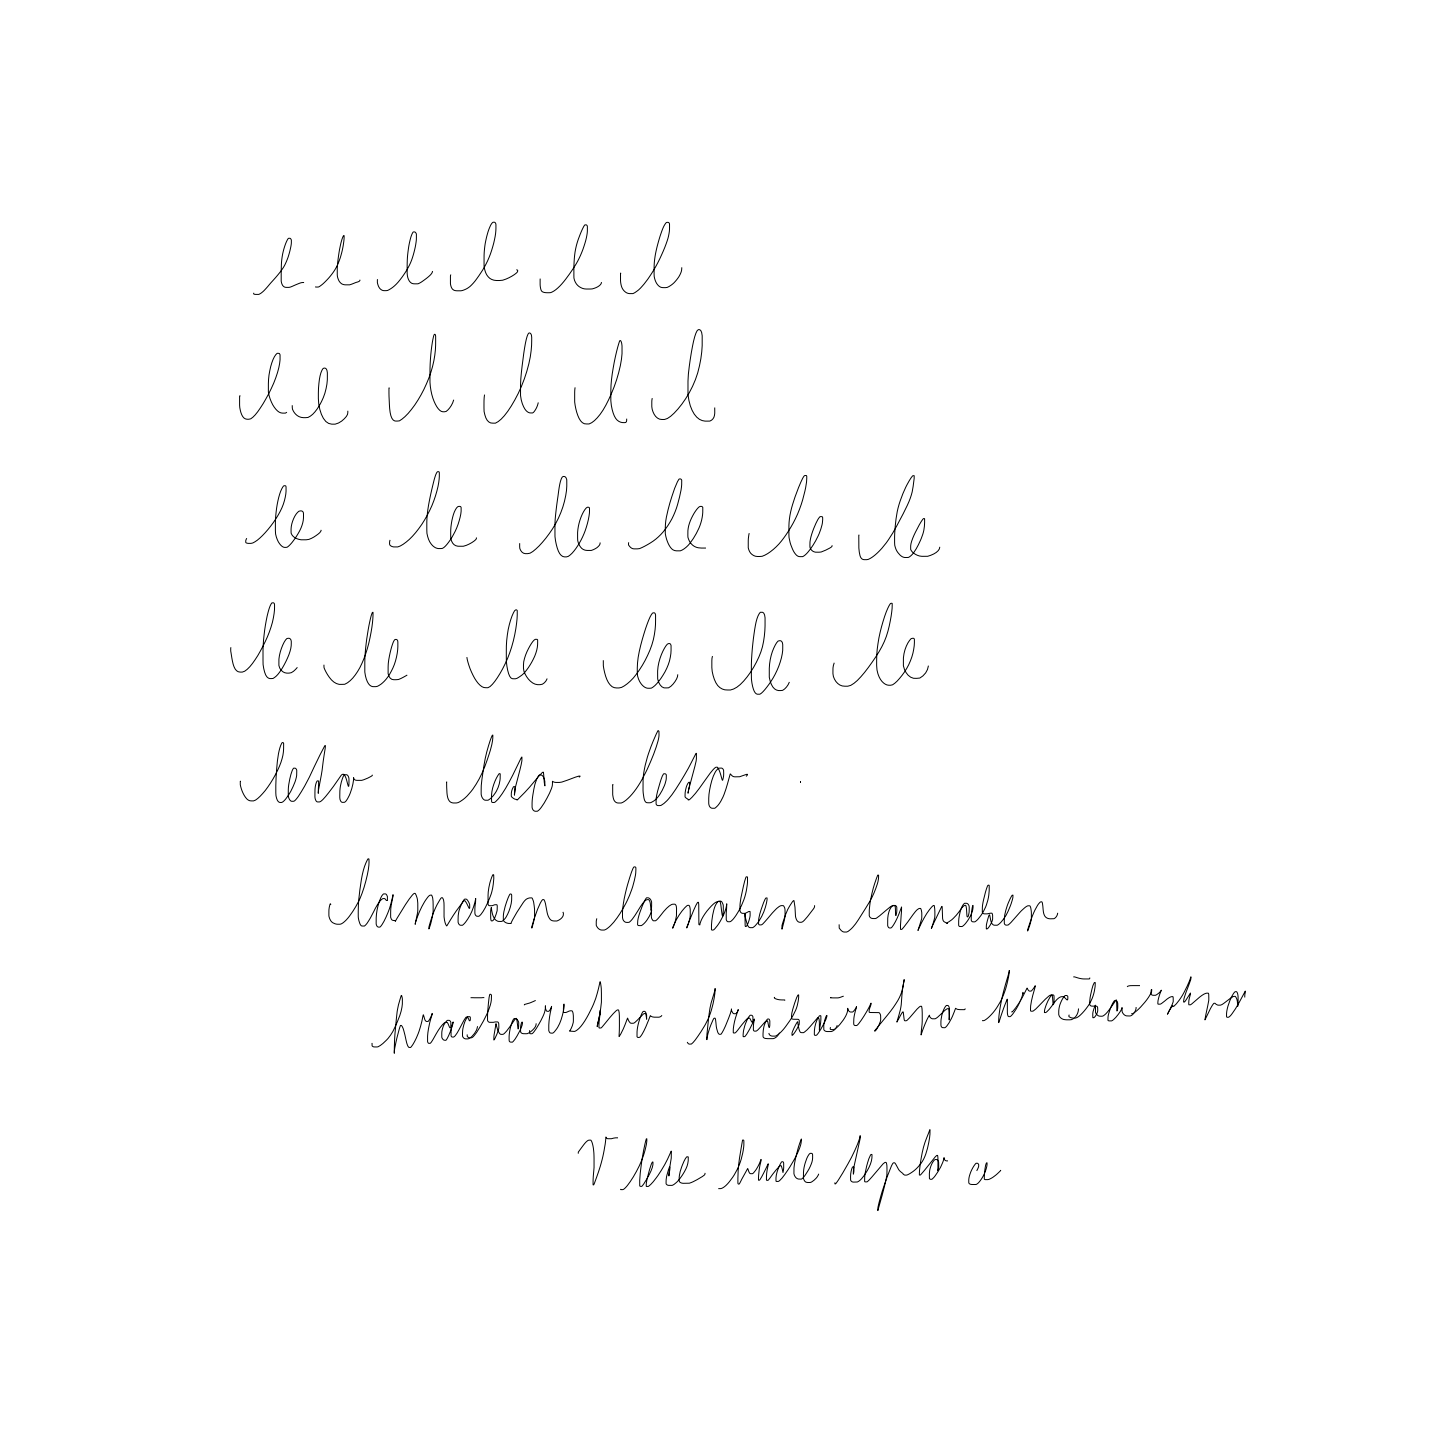 l l l l l l
l l l l l l
le le le le le le
le le le le le le
leto leto leto
lamaken lamaken lamaken
hračkárstvo hračkárstvo hračkárstvo
V lete bude teplo a